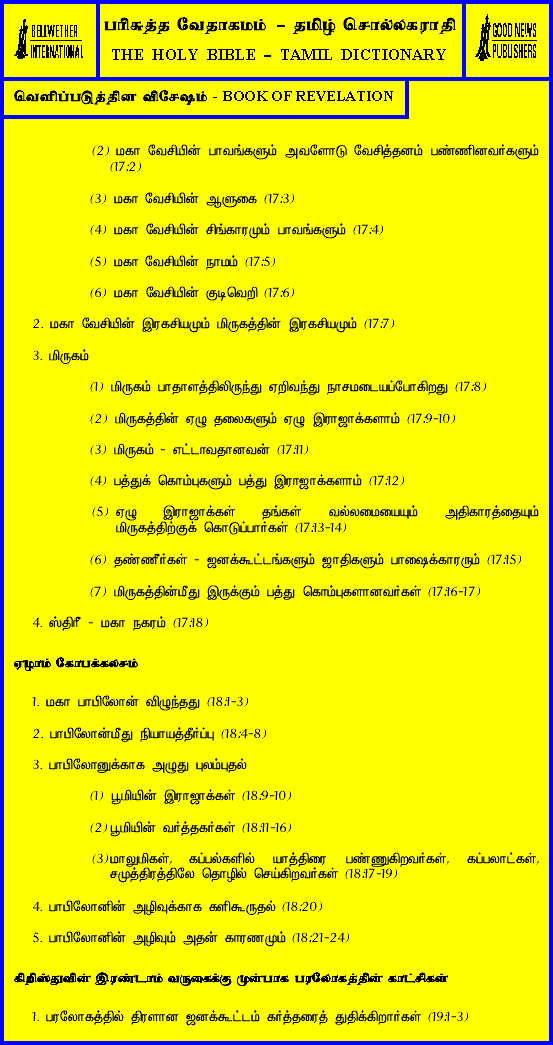 BELLWETHER
INTERNATIONAL
பரிசுத்த வேதாகமம் – தமிழ் சொல்லகராதி
THE HOLY BIBLE – TAMIL DICTIONARY
GOOD NEWS
PUBLISHERS
வெளிப்படுத்தின விசேஷம் - BOOK OF REVELATION
(2) மகா வேசியின் பாவங்களும் அவளோடு வேசித்தனம் பண்ணினவர்களும்
(17:2)
(3) மகா வேசியின் ஆளுகை (17:3)
(4) மகா வேசியின் சிங்காரமும் பாவங்களும் (17:4)
(5) மகா வேசியின் நாமம் (17:5)
(6) மகா வேசியின் குடிவெறி (17:6)
2. மகா வேசியின் இரகசியமும் மிருகத்தின் இரகசியமும் (17:7)
3. மிருகம்
(1) மிருகம் பாதாளத்திலிருந்து ஏறிவந்து நாசமடையப்போகிறது (17:8)
(2) மிருகத்தின் ஏழு தலைகளும் ஏழு இராஜாக்களாம் (17:9-10)
(3) மிருகம் - எட்டாவதானவன் (17:11)
(4) பத்துக் கொம்புகளும் பத்து இராஜாக்களாம் (17:12)
(5) ஏழு இராஜாக்கள் தங்கள் வல்லமையையும் அதிகாரத்தையும்
மிருகத்திற்குக் கொடுப்பார்கள் (17:13-14)
(6) தண்ணீர்கள் - ஜனக்கூட்டங்களும் ஜாதிகளும் பாஷைக்காரரும் (17:15)
(7) மிருகத்தின்மீது இருக்கும் பத்து கொம்புகளானவர்கள் (17:16-17)
4. ஸ்திரீ - மகா நகரம் (17:18)
ஏழாம் கோபக்கலசம்
1. மகா பாபிலோன் விழுந்தது (18:1-3)
2. பாபிலோன்மீது நியாயத்தீர்ப்பு (18:4-8)
3. பாபிலோனுக்காக அழுது புலம்புதல்
(1) பூமியின் இராஜாக்கள் (18:9-10)
(2) பூமியின் வர்த்தகர்கள் (18:11-16)
(3) மாலுமிகள், கப்பல்களில் யாத்திரை பண்ணுகிறவர்கள், கப்பலாட்கள்,
சமுத்திரத்திலே தொழில் செய்கிறவர்கள் (18:17-19)
4. பாபிலோனின் அழிவுக்காக களிகூருதல் (18:20)
5. பாபிலோனின் அழிவும் அதன் காரணமும் (18:21-24)
கிறிஸ்துவின் இரண்டாம் வருகைக்கு முன்பாக பரலோகத்தின் காட்சிகள்
1. பரலோகத்தில் திரளான ஜனக்கூட்டம் கர்த்தரைத் துதிக்கிறார்கள் (19:1-3)